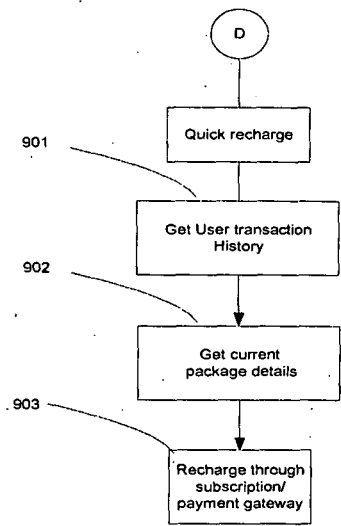 D
Quick recharge
901
Get User transaction
History
902
Get current
package details
903
Recharge through
subscription/
payment gateway